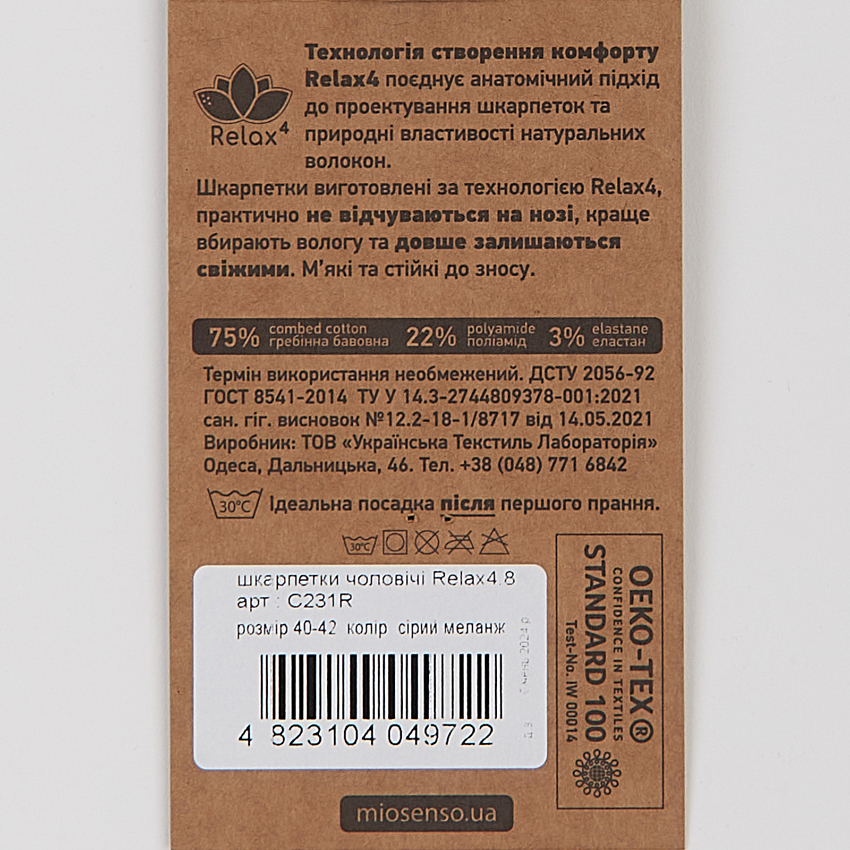 Технологія створення комфорту
Relax4 поєднує анатомічний підхід
до проектування шкарпеток та
природні властивості натуральних
волокон.
Relax4
Шкарпетки виготовлені за технологією Relax4,
практично не відчуваються на нозі, краще
вбирають вологу та довше залишаються
свіжими. М'які та стійкі до зносу.
75% combed cotton 22% polyamide 3% elastane
гребінна бавовна поліамід еластан
Термін використання необмежений. ДСТУ 2056-92
ГОСТ 8541-2014 ТУ У 14.3-2744809378-001:2021
сан. гіг. висновок №12.2-18-1/8717 від 14.05.2021
Виробник: ТОВ «Українська Текстиль Лабораторія»
Одеса, Дальницька, 46. Тел. +38 (048) 771 6842
30°C Ідеальна посадка після першого прання.
30°C
шкарпетки чоловічі Relax4.8
арт : C231R
розмір 40-42 колір сірий меланж
4 823104 049722
2024 р
OEKO-TEX®
CONFIDENCE IN TEXTILES
STANDARD 100
Test-No. IW 00014
miosenso.ua